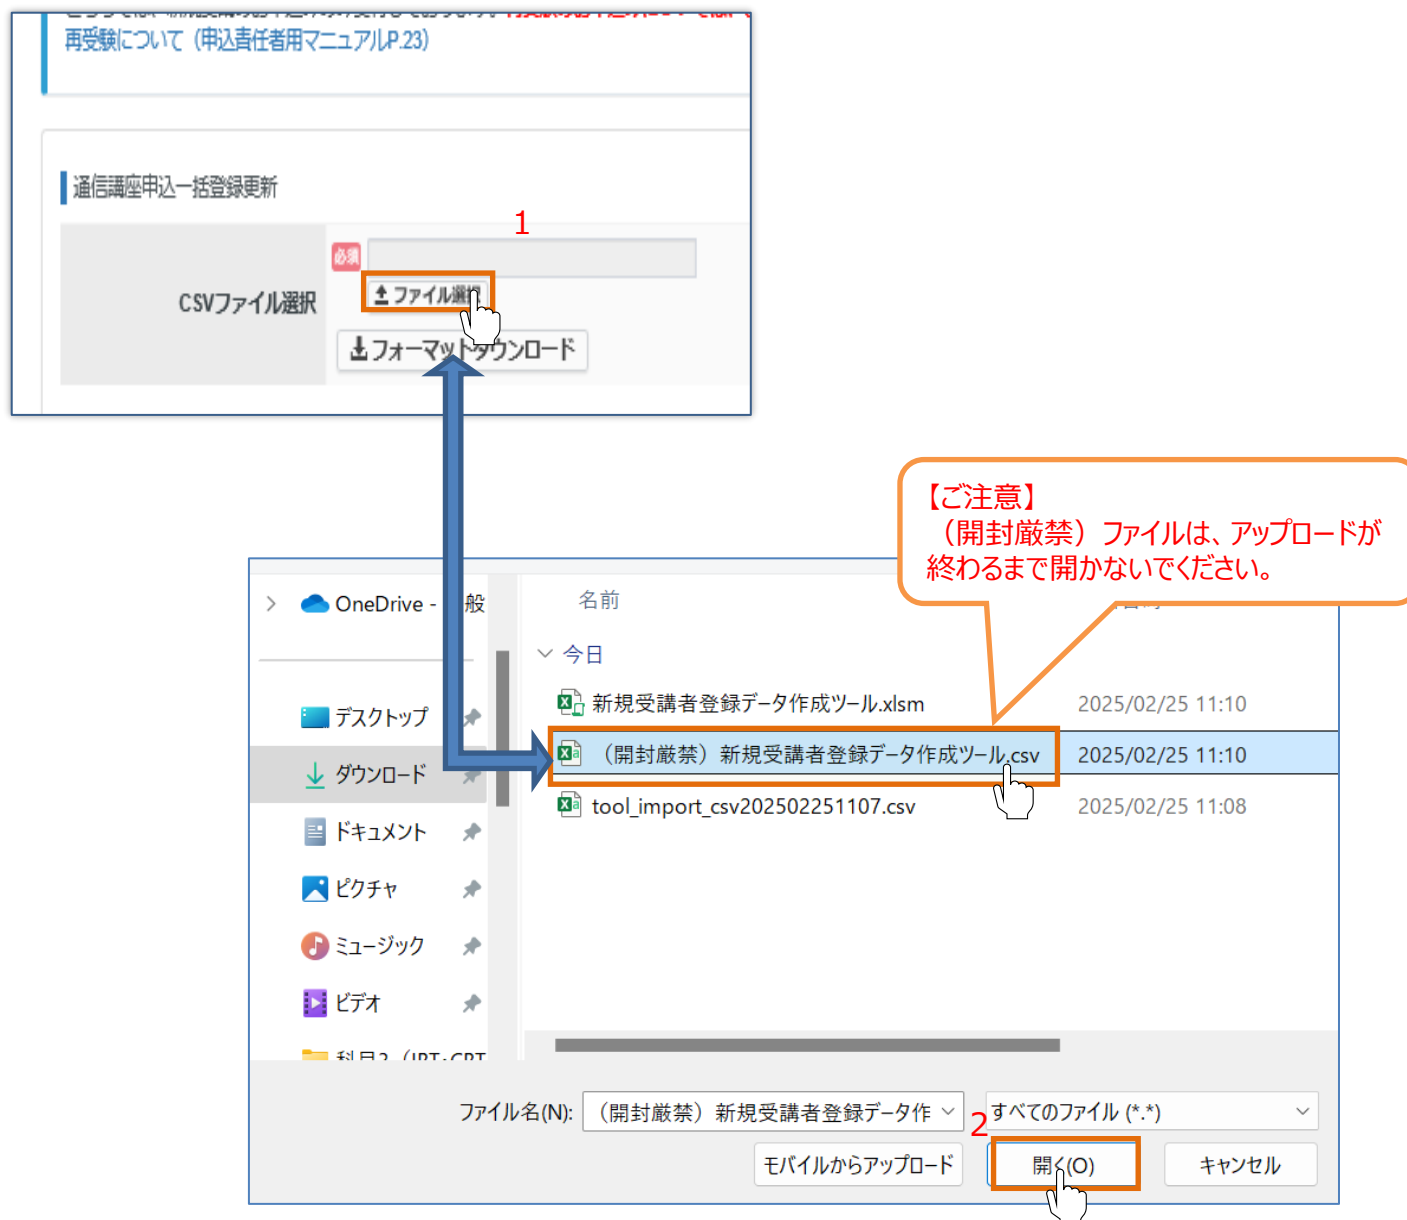 再受験について（申込責任者用マニュアルP.23）
通信講座申込一括登録更新
1
必須
CSVファイル選択
ファイル選択
フォーマットダウンロード
【ご注意】
（開封厳禁）ファイルは、アップロードが
終わるまで開かないでください。
OneDrive - 般
名前
今日
デスクトップ
新規受講者登録データ作成ツール.xlsm 2025/02/25 11:10
ダウンロード
（開封厳禁）新規受講者登録データ作成ツール.csv 2025/02/25 11:10
ドキュメント
tool_import_csv202502251107.csv 2025/02/25 11:08
ピクチャ
ミュージック
ビデオ
ファイル名(N): （開封厳禁）新規受講者登録データ作 すべてのファイル (*.*)
2
モバイルからアップロード 開く(O) キャンセル